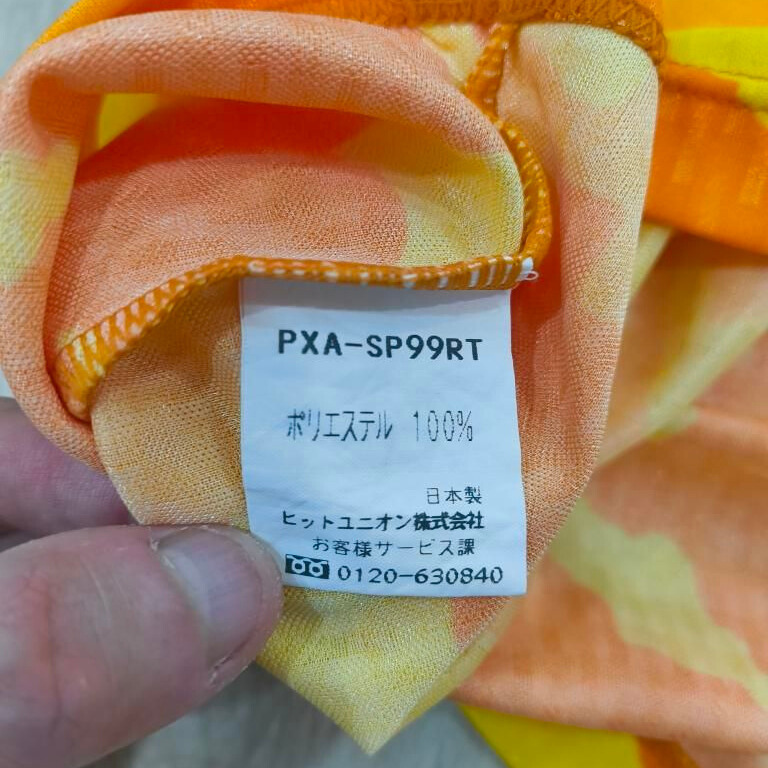 PXA-SP99RT
ポリエステル 100%
日本製
ヒットユニオン株式会社
お客様サービス課
0120-630840